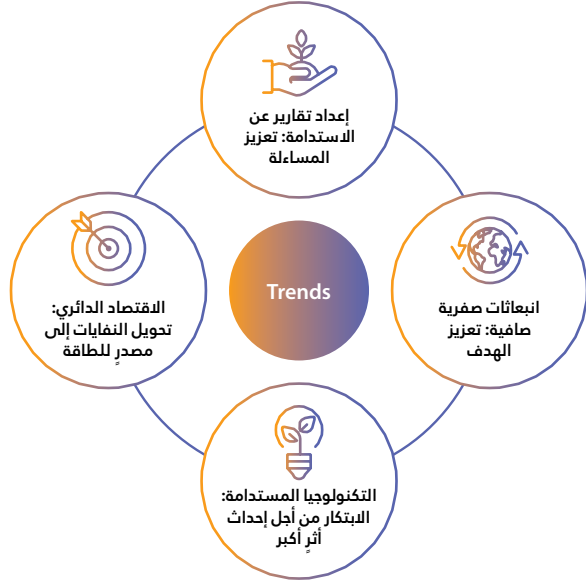 إعداد تقارير عن
الاستدامة: تعزيز
المساءلة
انبعاثات صفرية
صافية: تعزيز
الهدف
Trends
الاقتصاد الدائري:
تحويل النفايات إلى
مصدرٍ للطاقة
التكنولوجيا المستدامة:
الابتكار من أجل إحداث
أثرٍ أكبر